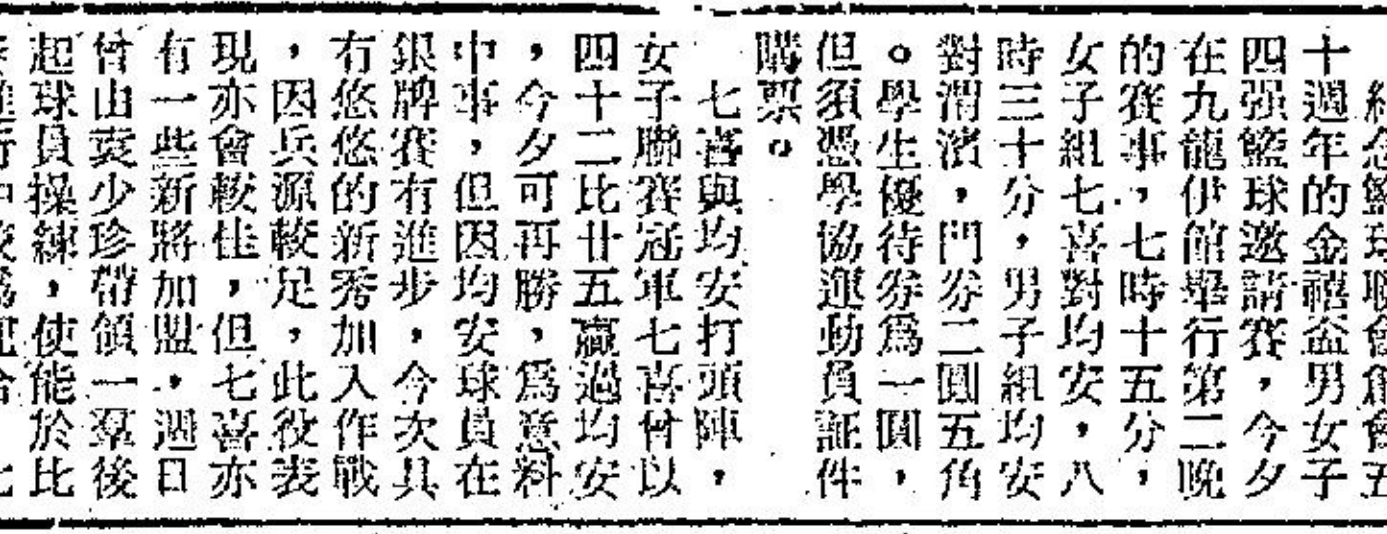 紀念籃球聯會創會五
十週年的金禧盃男女子
四强籃球邀請賽，今夕
在九龍伊館舉行第二晚
的賽事，七時十五分，
女子組七喜對均安，八
時三十分，男子組均安
對渭濱，門券二圓五角
。學生優待券爲一圓，
但須憑學協運動員証件
購票。
七喜與均安打頭陣，
女子聯賽冠軍七喜曾以
四十二比廿五贏過均安
，今夕可再勝，爲意料
中事，但因均安球員在
銀牌賽有進步，今次具
有悠悠的新秀加入作戰
，因兵源較足，此役表
現亦會較佳，但七喜亦
有一些新將加盟，週日
曾由袁少珍帶領一羣後
起球員操練，使能於比